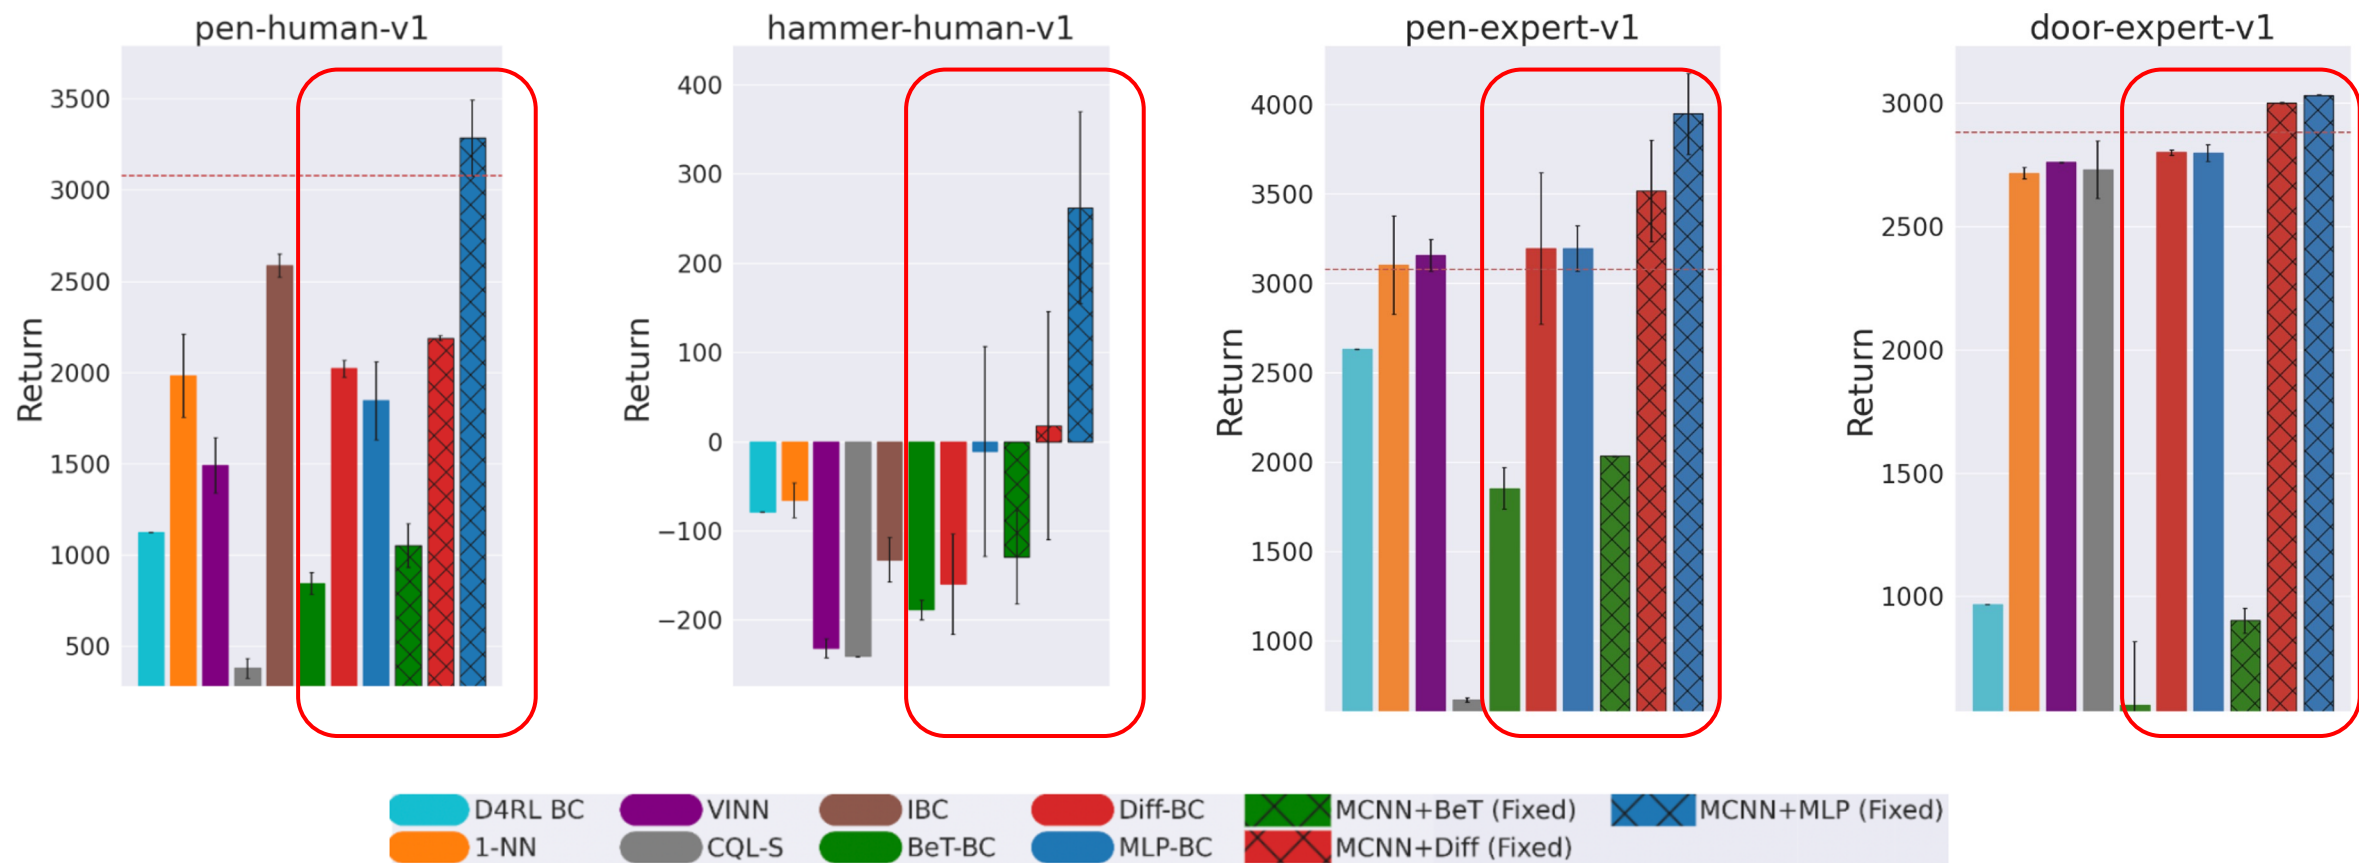 pen-human-v1
3500
3000
2500
2000
1500
1000
500
Return
hammer-human-v1
400
300
200
100
0
−100
−200
Return
pen-expert-v1
4000
3500
3000
2500
2000
1500
1000
Return
door-expert-v1
3000
2500
2000
1500
1000
Return
D4RL BC VINN IBC Diff-BC MCNN+BeT (Fixed) MCNN+MLP (Fixed)
1-NN CQL-S BeT-BC MLP-BC MCNN+Diff (Fixed)